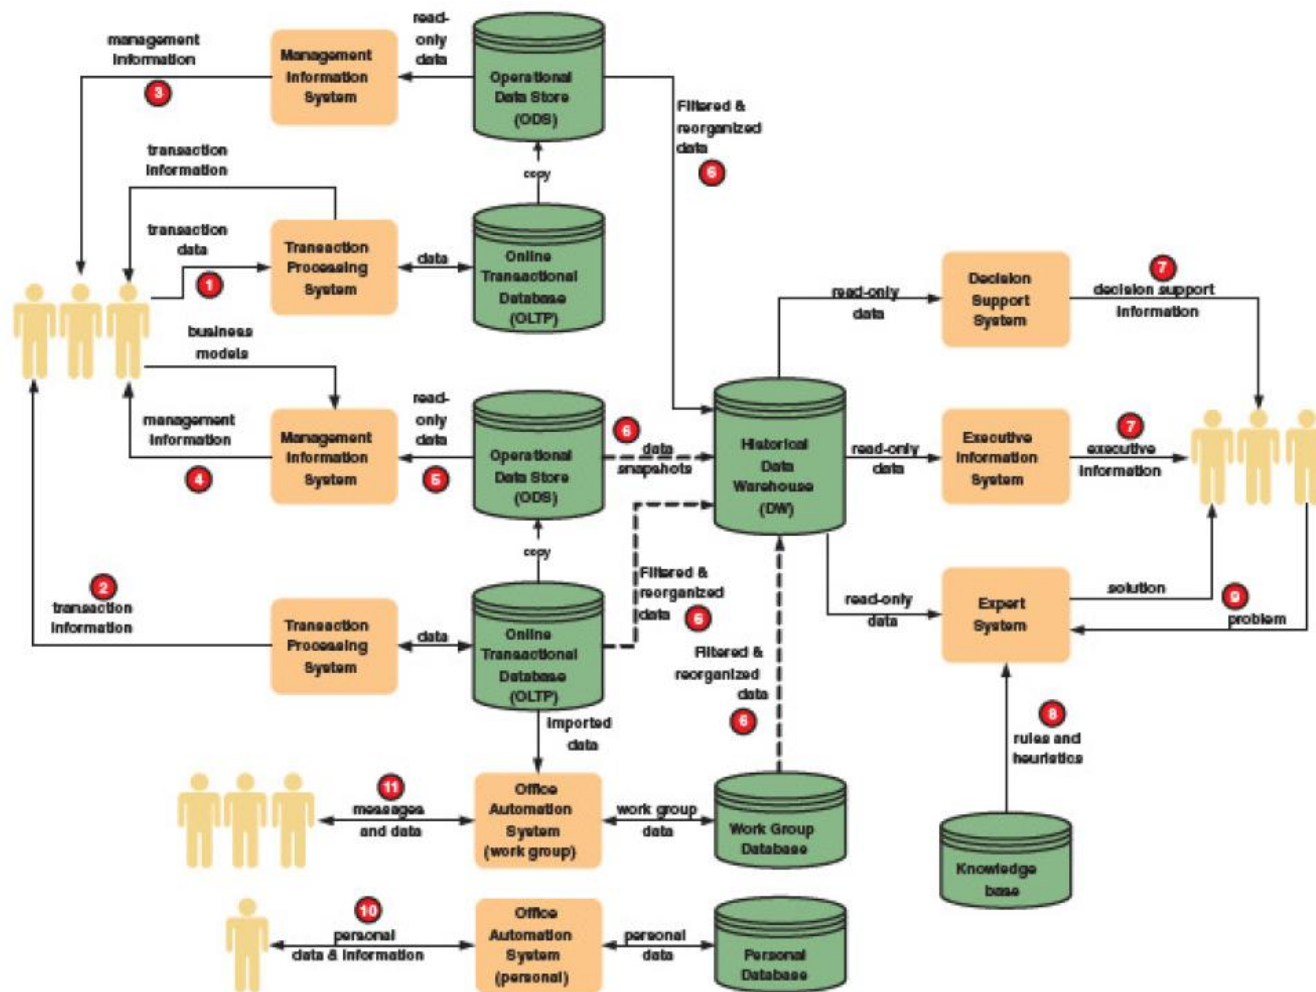 management
information
3
Management
Information
System
read-
only
data
Operational
Data Store
(ODS)
Filtered &
reorganized
data
6
transaction
information
copy
transaction
data
1
Transaction
Processing
System
data
Online
Transactional
Database
(OLTP)
business
models
read-only
data
Decision
Support
System
7
decision support
information
management
information
4
Management
Information
System
read-
only
data
5
Operational
Data Store
(ODS)
6
data
snapshots
Historical
Data
Warehouse
(DW)
read-only
data
Executive
Information
System
7
executive
information
copy
2
transaction
information
Transaction
Processing
System
data
Online
Transactional
Database
(OLTP)
Filtered &
reorganized
data
6
read-only
data
Expert
System
solution
9
problem
Filtered &
reorganized
data
6
8
rules and
heuristics
imported
data
11
messages
and data
Office
Automation
System
(work group)
work group
data
Work Group
Database
Knowledge
base
10
personal
data & information
Office
Automation
System
(personal)
personal
data
Personal
Database